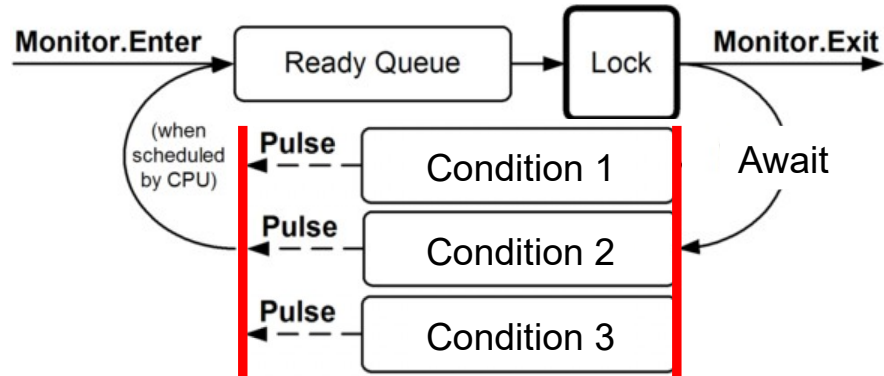 Monitor.Enter
Ready Queue
Lock
Monitor.Exit
(when
scheduled
by CPU)
Pulse
Condition 1
Await
Pulse
Condition 2
Pulse
Condition 3